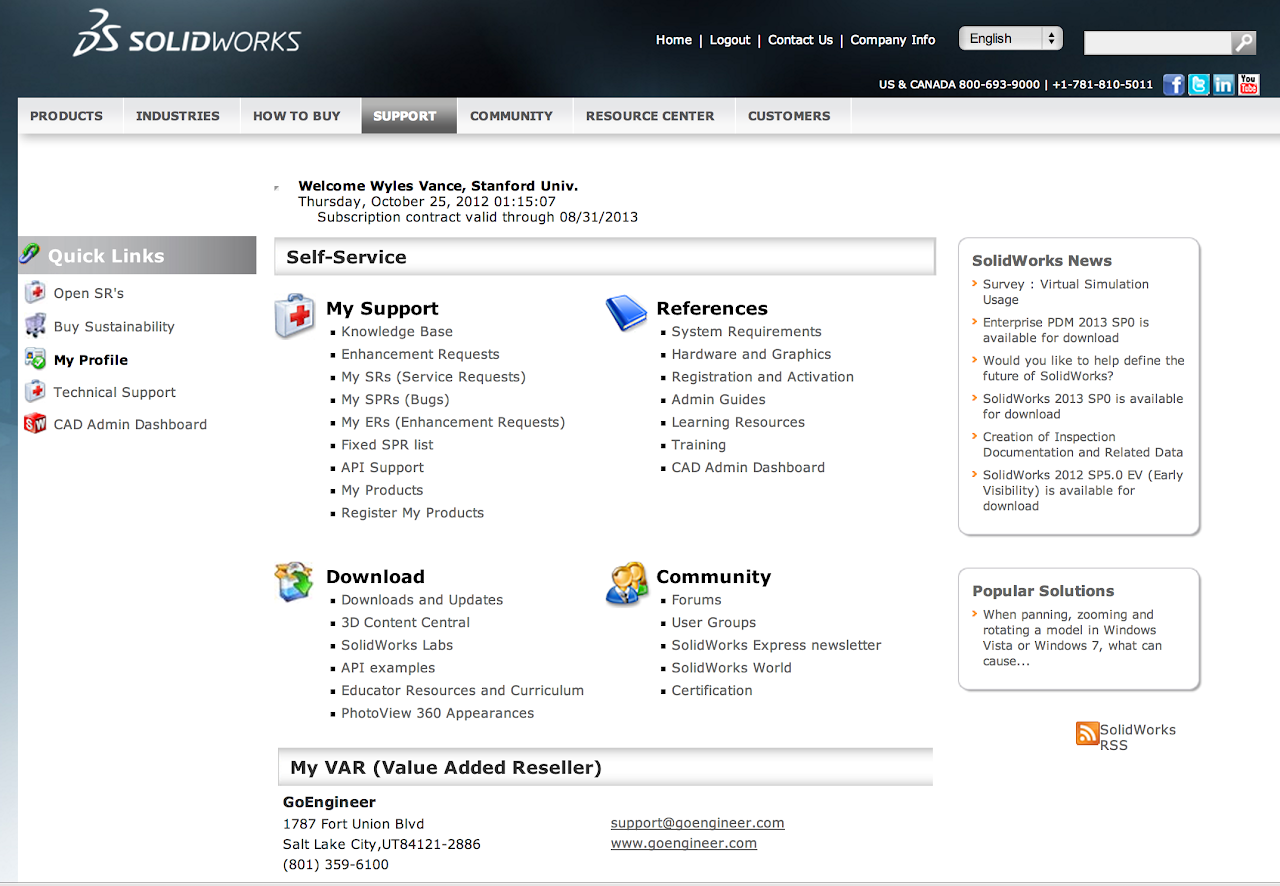 SOLIDWORKS
Home | Logout | Contact Us | Company Info
English
US & CANADA 800-693-9000 | +1-781-810-5011
f
t
in
You
Tube
PRODUCTS
INDUSTRIES
HOW TO BUY
SUPPORT
COMMUNITY
RESOURCE CENTER
CUSTOMERS
Welcome Wyles Vance, Stanford Univ.
Thursday, October 25, 2012 01:15:07
Subscription contract valid through 08/31/2013
Quick Links
Open SR's
Buy Sustainability
My Profile
Technical Support
SW
CAD Admin Dashboard
Self-Service
My Support
Knowledge Base
Enhancement Requests
My SRs (Service Requests)
My SPRs (Bugs)
My ERs (Enhancement Requests)
Fixed SPR list
API Support
My Products
Register My Products
References
System Requirements
Hardware and Graphics
Registration and Activation
Admin Guides
Learning Resources
Training
CAD Admin Dashboard
Download
Downloads and Updates
3D Content Central
SolidWorks Labs
API examples
Educator Resources and Curriculum
PhotoView 360 Appearances
Community
Forums
User Groups
SolidWorks Express newsletter
SolidWorks World
Certification
My VAR (Value Added Reseller)
GoEngineer
1787 Fort Union Blvd
Salt Lake City,UT84121-2886
(801) 359-6100
support@goengineer.com
www.goengineer.com
SolidWorks News
Survey : Virtual Simulation
Usage
Enterprise PDM 2013 SP0 is
available for download
Would you like to help define the
future of SolidWorks?
SolidWorks 2013 SP0 is available
for download
Creation of Inspection
Documentation and Related Data
SolidWorks 2012 SP5.0 EV (Early
Visibility) is available for
download
Popular Solutions
When panning, zooming and
rotating a model in Windows
Vista or Windows 7, what can
cause...
SolidWorks
RSS